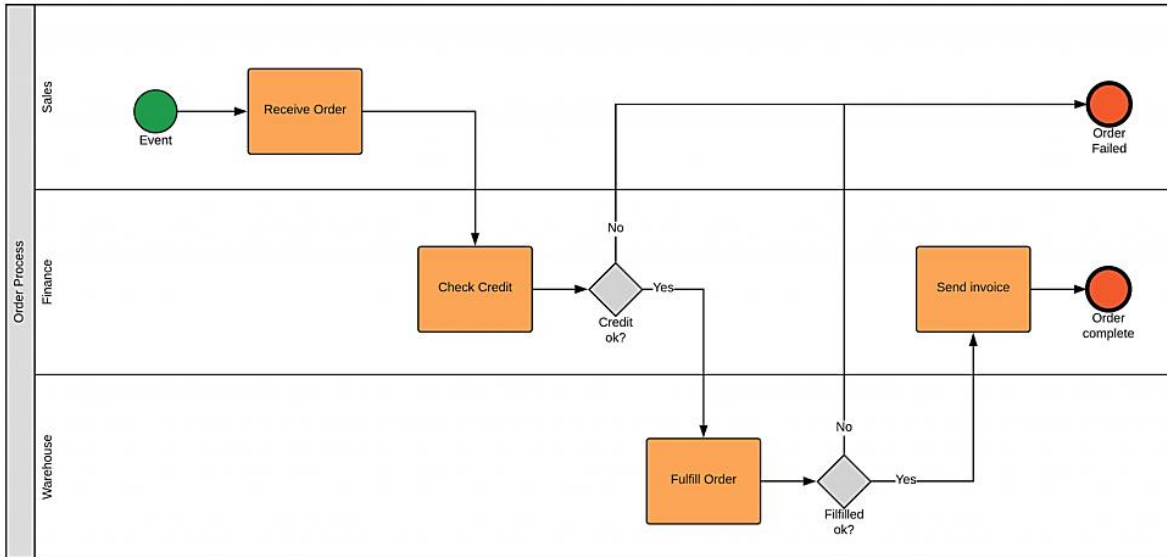 Order Process
Sales
Event
Receive Order
Order
Failed
Finance
Check Credit
No
Yes
Credit
ok?
Send invoice
Order
complete
Warehouse
Fulfill Order
No
Yes
Filfilled
ok?